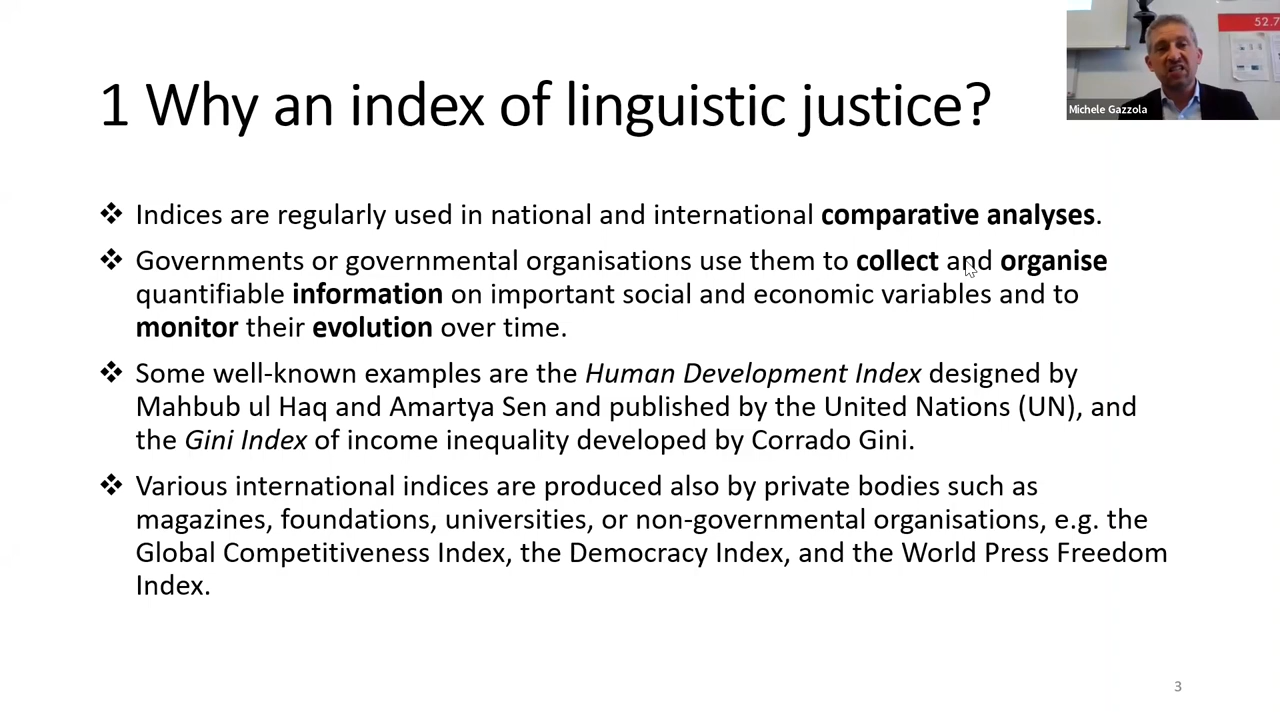 52.7
Michele Gazzola
1 Why an index of linguistic justice?
❖ Indices are regularly used in national and international comparative analyses.
❖ Governments or governmental organisations use them to collect and organise
quantifiable information on important social and economic variables and to
monitor their evolution over time.
❖ Some well-known examples are the Human Development Index designed by
Mahbub ul Haq and Amartya Sen and published by the United Nations (UN), and
the Gini Index of income inequality developed by Corrado Gini.
❖ Various international indices are produced also by private bodies such as
magazines, foundations, universities, or non-governmental organisations, e.g. the
Global Competitiveness Index, the Democracy Index, and the World Press Freedom
Index.
3